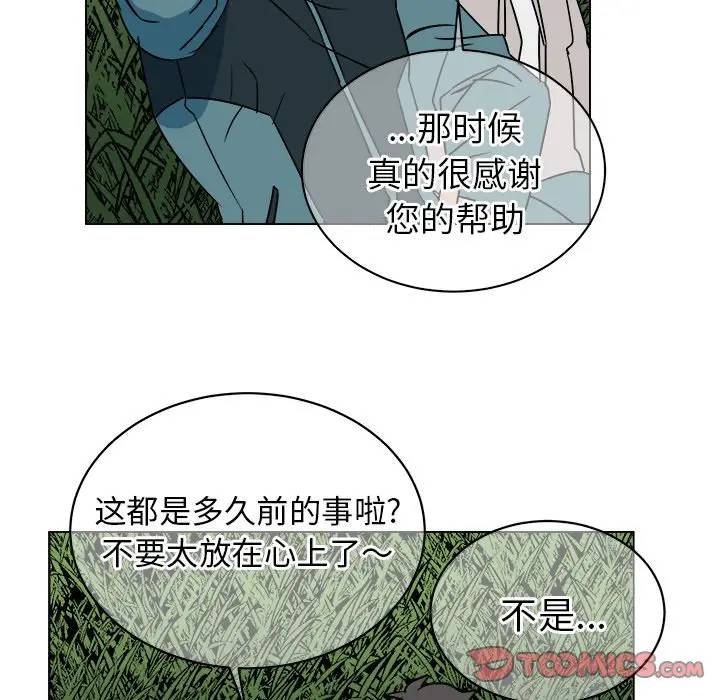 ...那时候
真的很感谢
您的帮助
这都是多久前的事啦?
不要太放在心上了～
不是...
TOOMICS.COM